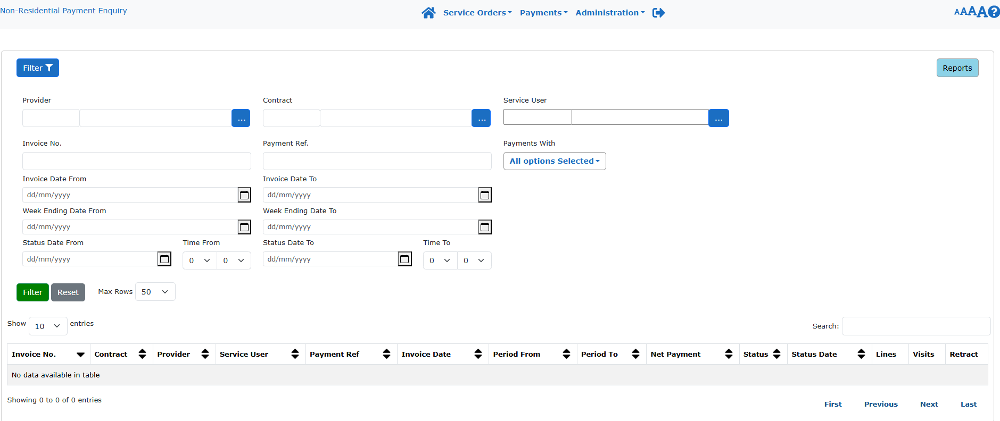 Non-Residential Payment Enquiry
Service Orders Payments Administration
A A A A ?
Filter
Reports
Provider Contract Service User
... ... ...
Invoice No. Payment Ref. Payments With
All options Selected
Invoice Date From Invoice Date To
dd/mm/yyyy dd/mm/yyyy
Week Ending Date From Week Ending Date To
dd/mm/yyyy dd/mm/yyyy
Status Date From Time From Status Date To Time To
dd/mm/yyyy 0 0 dd/mm/yyyy 0 0
Filter Reset Max Rows 50
Show 10 entries Search:
Invoice No. Contract Provider Service User Payment Ref Invoice Date Period From Period To Net Payment Status Status Date Lines Visits Retract
No data available in table
Showing 0 to 0 of 0 entries
First Previous Next Last